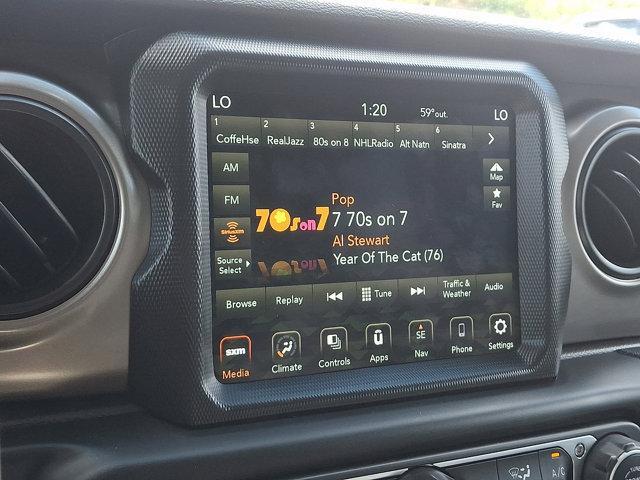 LO 1:20 59°out. LO
1 2 3 4 5 6
CoffeHse RealJazz 80s on 8 NHLRadio Alt Natn Sinatra
AM
FM
SiriusXM
Source
Select
Map
Fav
70s on 7
Pop
7 70s on 7
Al Stewart
Year Of The Cat (76)
Browse Replay Tune Traffic & Weather Audio
sxm
SE
Media Climate Controls Apps Nav Phone Settings
A/C